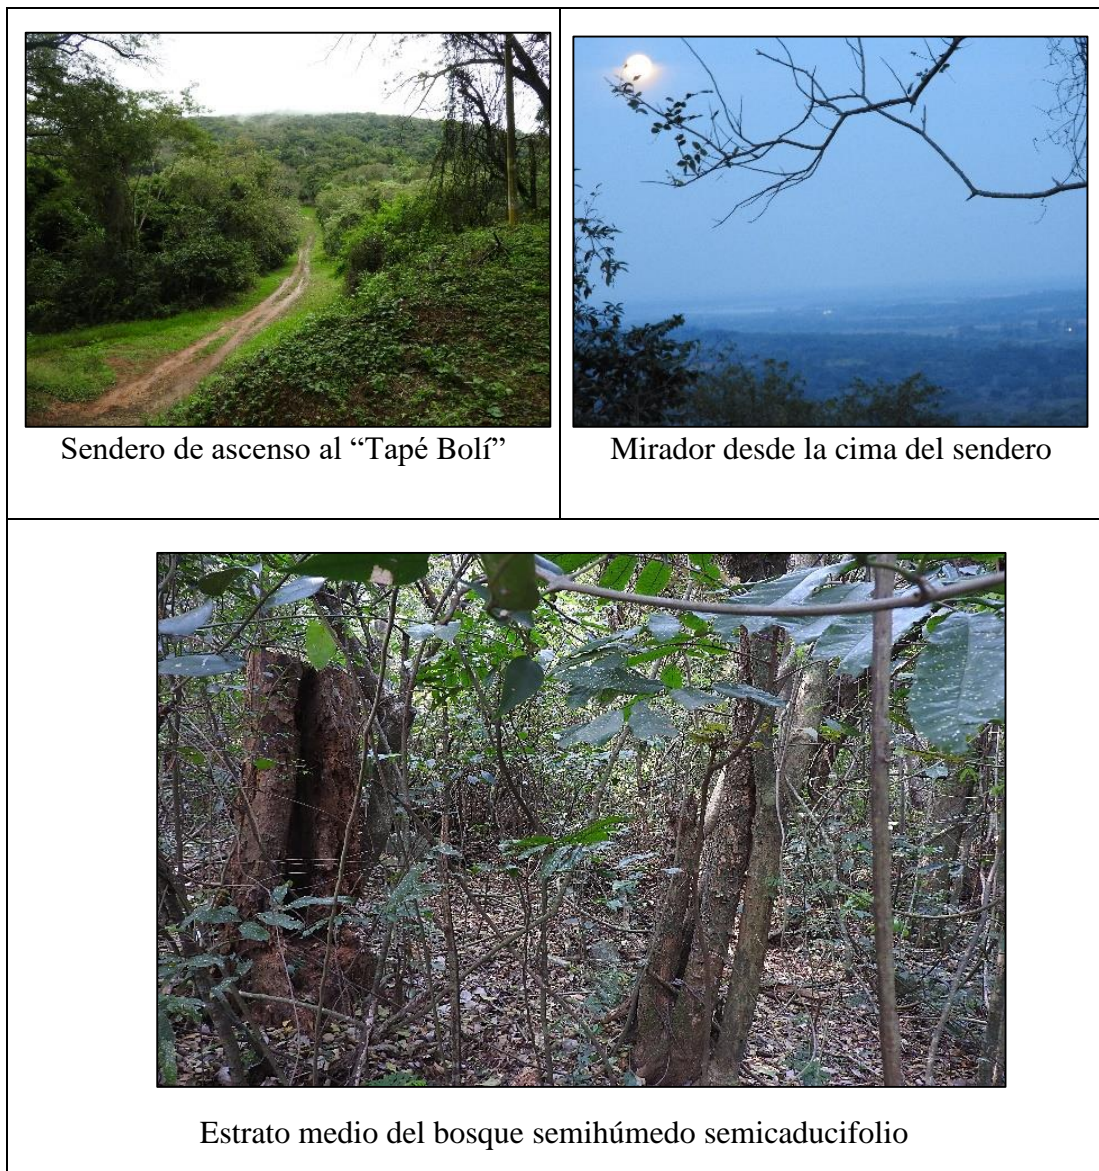 Sendero de ascenso al “Tapé Bolí”
Mirador desde la cima del sendero
Estrato medio del bosque semihúmedo semicaducifolio